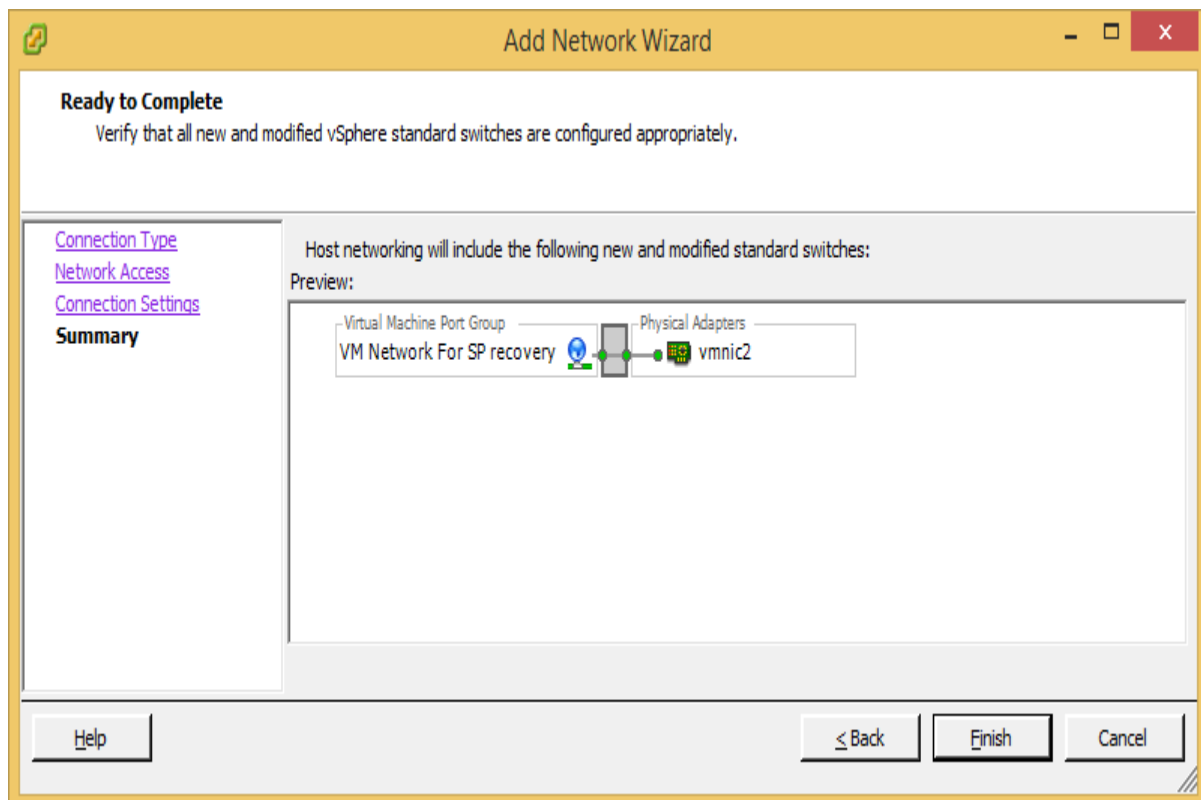 Add Network Wizard
Ready to Complete
Verify that all new and modified vSphere standard switches are configured appropriately.
Connection Type
Network Access
Connection Settings
Summary
Host networking will include the following new and modified standard switches:
Preview:
Virtual Machine Port Group
VM Network For SP recovery
Physical Adapters
vmnic2
Help
< Back
Finish
Cancel